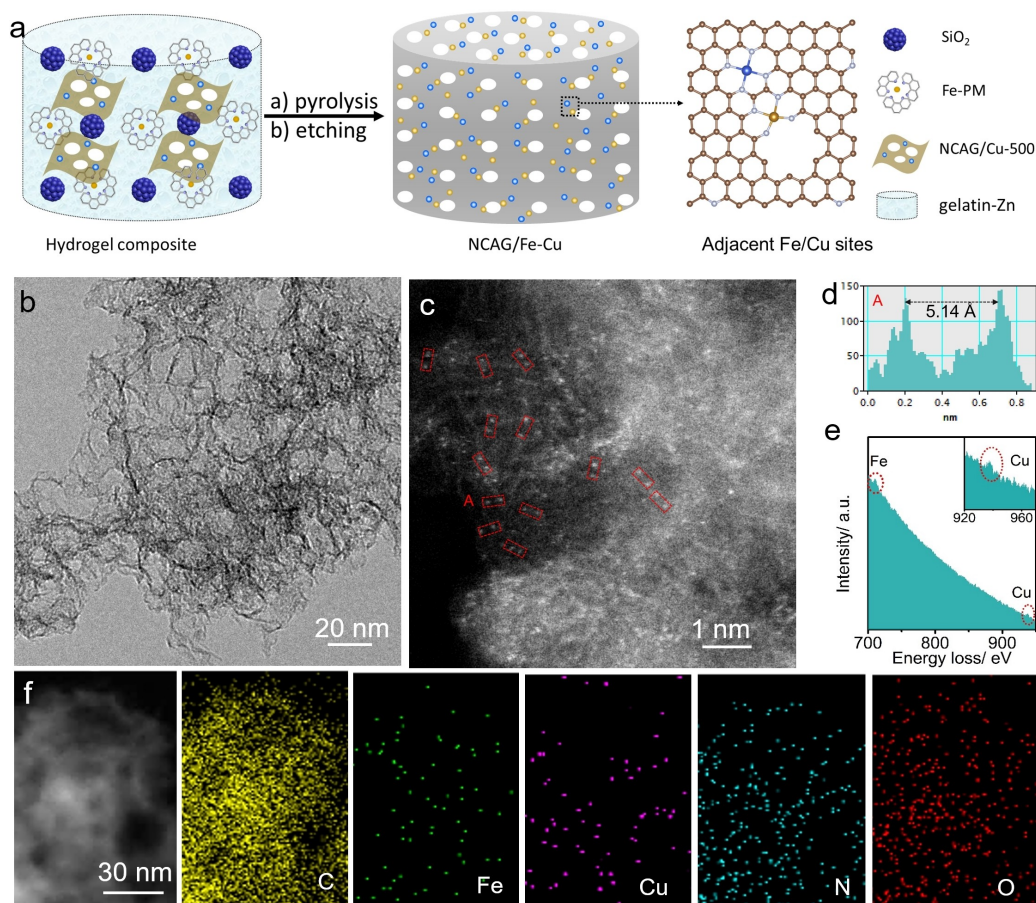 a
a) pyrolysis
b) etching
Hydrogel composite
NCAG/Fe-Cu
Adjacent Fe/Cu sites
SiO2
Fe-PM
NCAG/Cu-500
gelatin-Zn
b
20 nm
c
A
1 nm
d
A
5.14 Å
150
100
50
0
0.0 0.2 0.4 0.6 0.8
nm
e
Fe
Cu
920 960
Cu
Intensity/ a.u.
700 800 900
Energy loss/ eV
f
30 nm
C
Fe
Cu
N
O